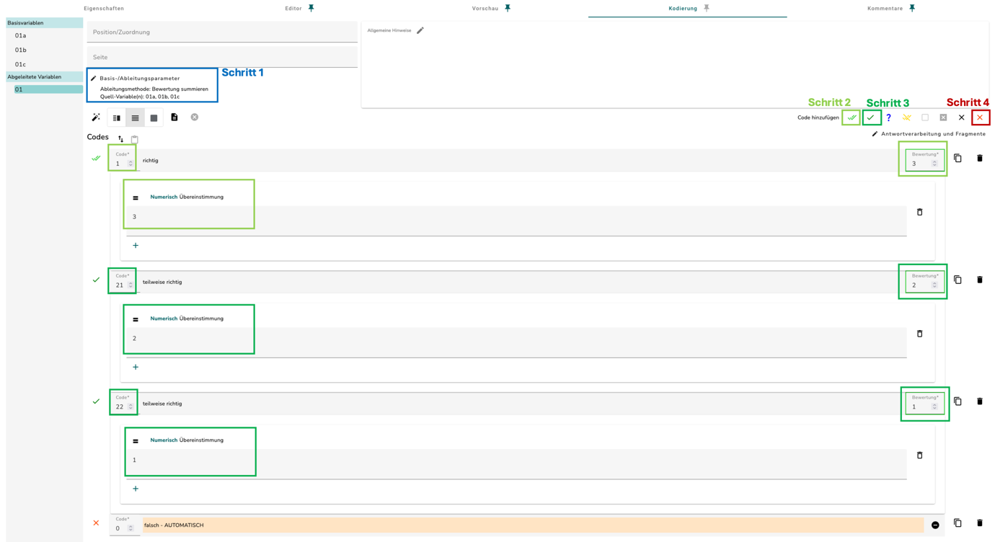 Eigenschaften
Editor
Vorschau
Kodierung
Kommentare
Basisvariablen
01a
01b
01c
Abgeleitete Variablen
01
Position/Zuordnung
Seite
Allgemeine Hinweise
Schritt 1
Basis-/Ableitungsparameter
Ableitungsmethode: Bewertung summieren
Quell-Variable(n): 01a, 01b, 01c
Schritt 2
Schritt 3
Schritt 4
Code hinzufügen
?
Antwortverarbeitung und Fragmente
Codes
Code*
1
richtig
Bewertung*
3
Numerisch Übereinstimmung
3
Code*
21
teilweise richtig
Bewertung*
2
Numerisch Übereinstimmung
2
Code*
22
teilweise richtig
Bewertung*
1
Numerisch Übereinstimmung
1
Code*
0
falsch - AUTOMATISCH